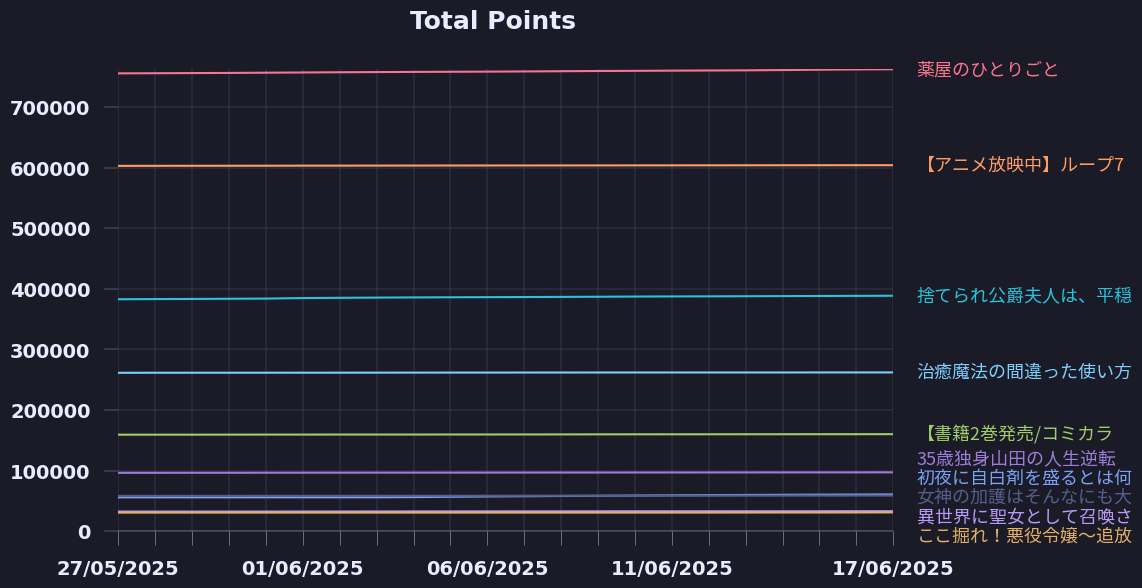 Total Points
700000
600000
500000
400000
300000
200000
100000
0
27/05/2025 01/06/2025 06/06/2025 11/06/2025 17/06/2025
薬屋のひとりごと
【アニメ放映中】ループ7
捨てられ公爵夫人は、平穏
治癒魔法の間違った使い方
【書籍2巻発売/コミカラ
35歳独身山田の人生逆転
初夜に自白剤を盛るとは何
女神の加護はそんなにも大
異世界に聖女として召喚さ
ここ掘れ！悪役令嬢～追放